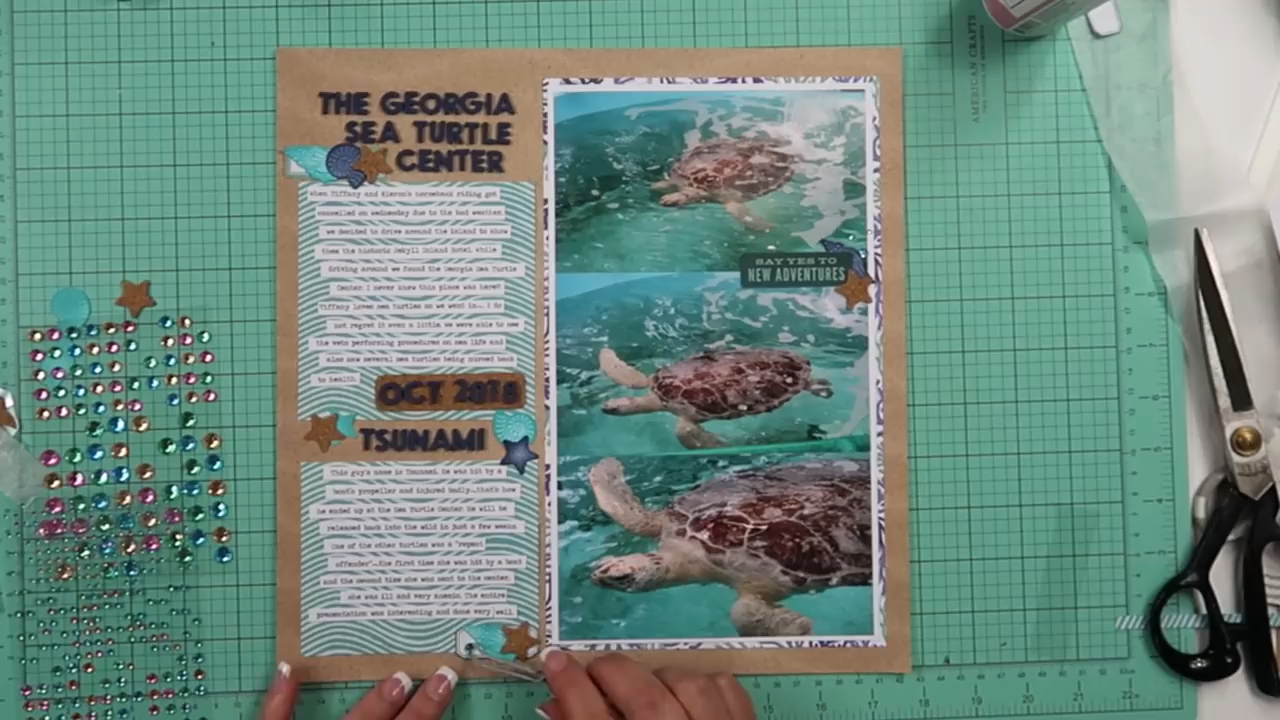 THE GEORGIA
SEA TURTLE
CENTER
When Tiffany and Kieron's horseback riding got
cancelled on wednesday due to the bad weather,
we decided to drive around the island to show
them the historic Jekyll Island hotel. While
driving around we found the Georgia Sea Turtle
Center. I never knew this place was here!!
Tiffany loves sea turtles so we went in... I do
not regret it even a little. We were able to see
the vets performing procedures on sea life and
also saw several sea turtles being nursed back
to health.
OCT 2018
TSUNAMI
This guy's name is Tsunami. He was hit by a
boat's propeller and injured badly...that's how
he ended up at the Sea Turtle Center. He will be
released back into the wild in just a few weeks.
One of the other turtles was a "repeat
offender"...the first time she was hit by a boat
and the second time she was sent to the center,
she was ill and very anemic. The entire
presentation was interesting and done very well.
SAY YES TO
NEW ADVENTURES
AMERICAN CRAFTS